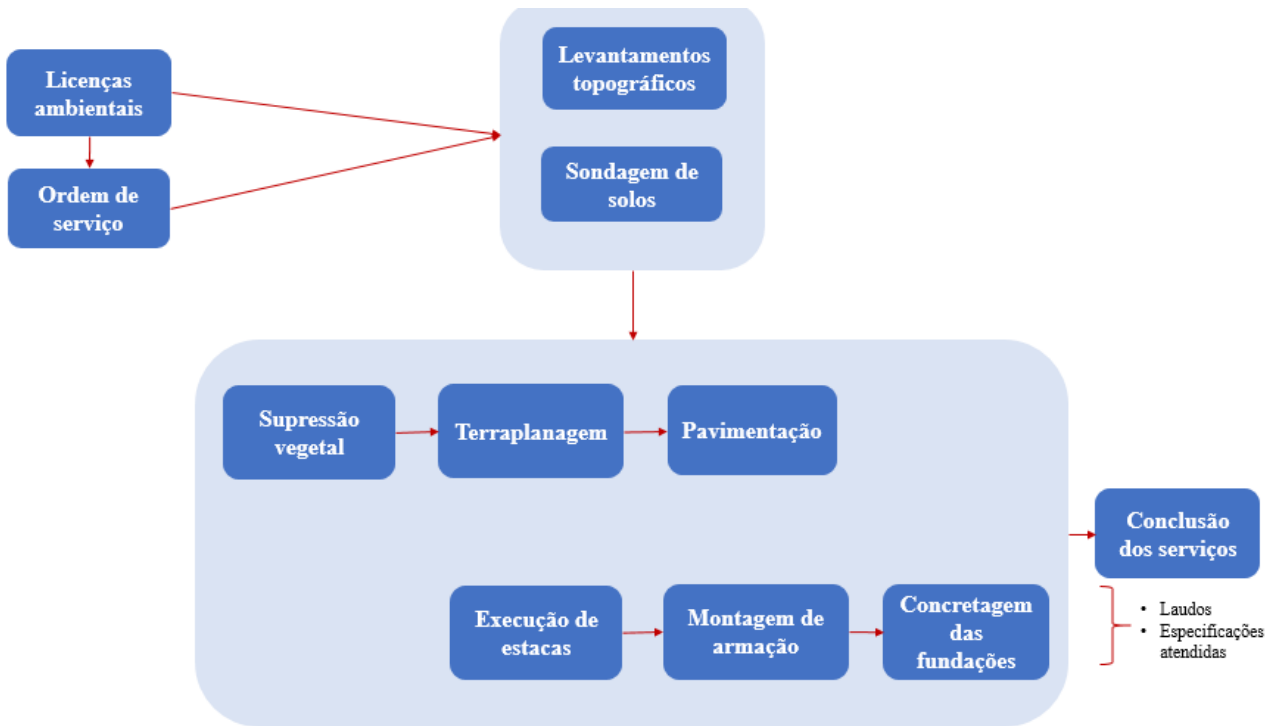 Licenças
ambientais
Ordem de
serviço
Levantamentos
topográficos
Sondagem de
solos
Supressão
vegetal
Terraplanagem
Pavimentação
Execução de
estacas
Montagem de
armação
Concretagem
das
fundações
Conclusão
dos serviços
• Laudos
• Especificações
atendidas